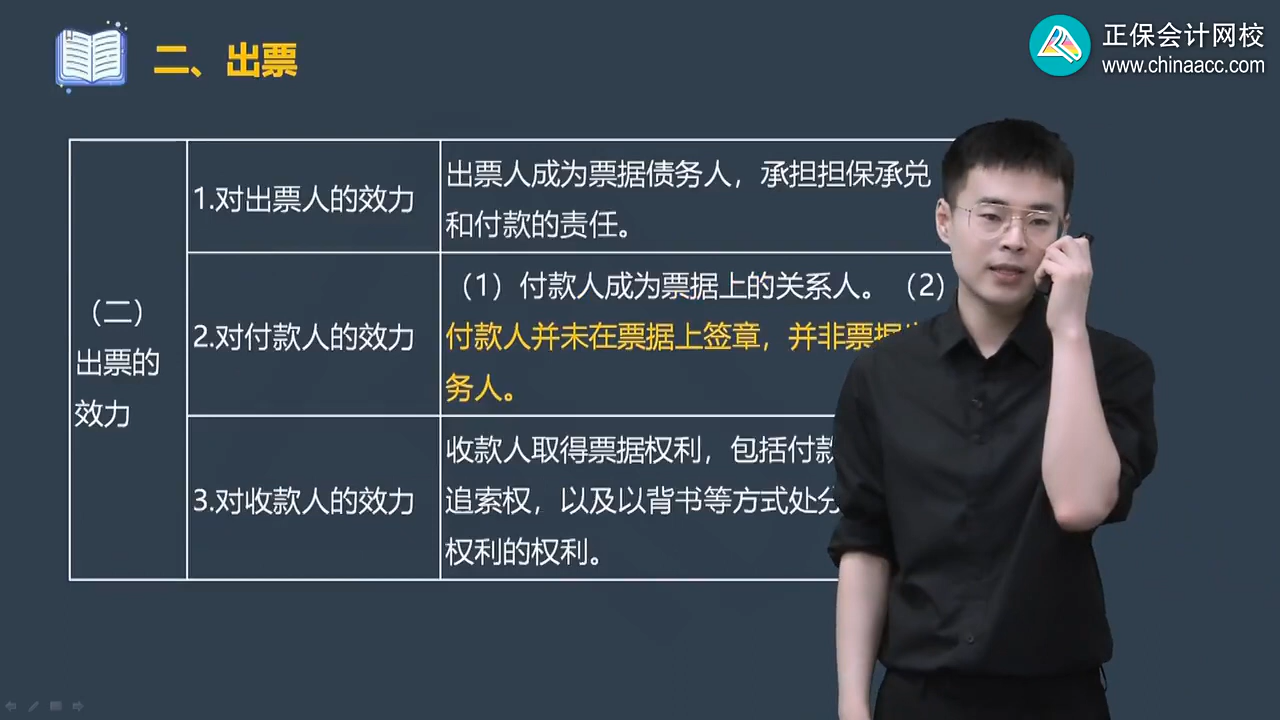 二、出票
正保会计网校
www.chinaacc.com
（二）
出票的
效力
1.对出票人的效力
出票人成为票据债务人，承担担保承兑
和付款的责任。
2.对付款人的效力
（1）付款人成为票据上的关系人。（2）
付款人并未在票据上签章，并非票据
务人。
3.对收款人的效力
收款人取得票据权利，包括付款
追索权，以及以背书等方式处分
权利的权利。